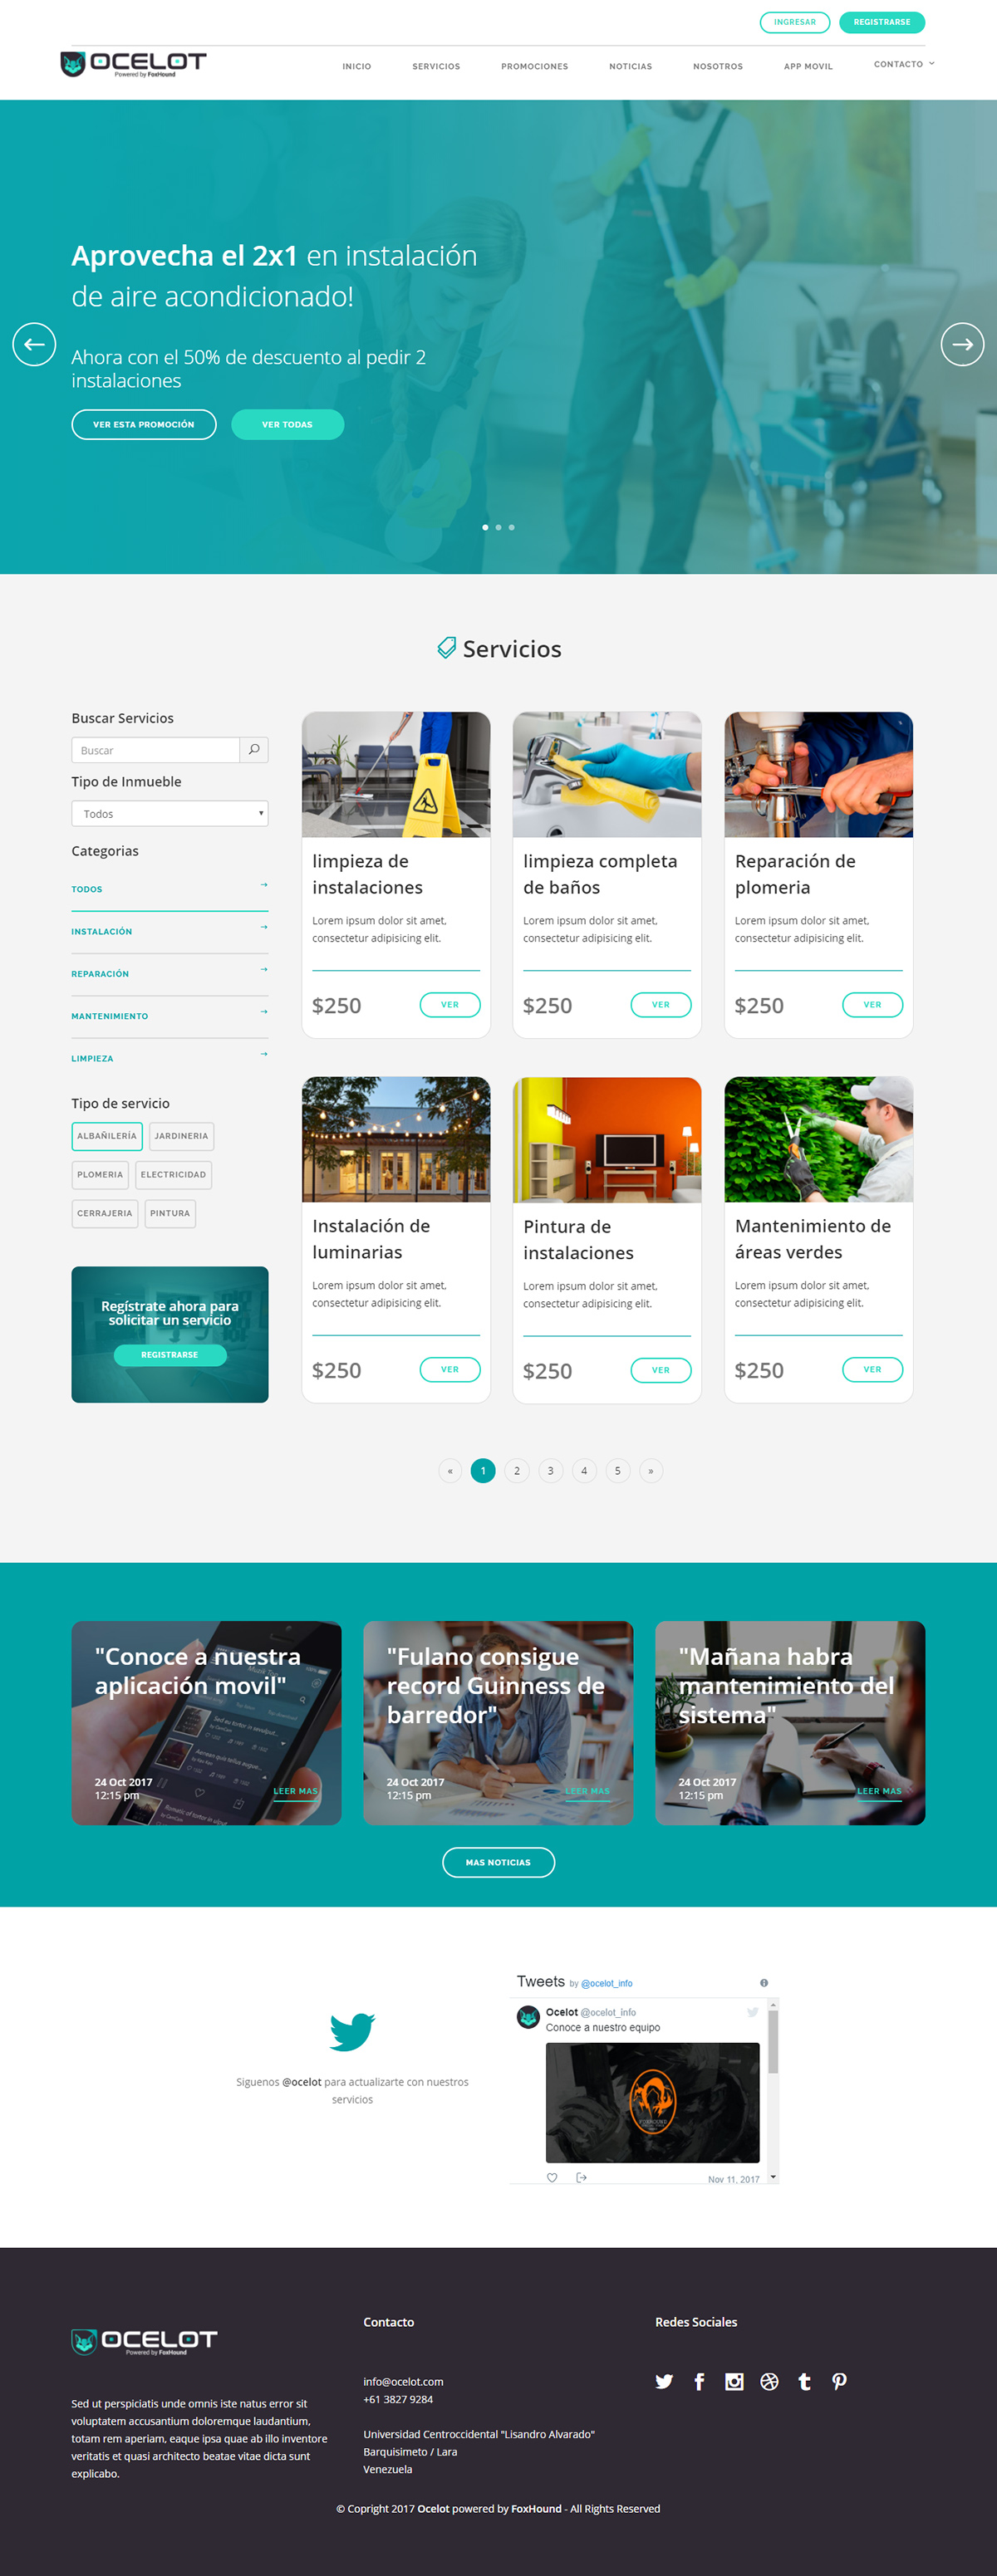 INGRESAR
REGISTRARSE
OCELOT
Powered by FoxHound
INICIO
SERVICIOS
PROMOCIONES
NOTICIAS
NOSOTROS
APP MOVIL
CONTACTO
Aprovecha el 2x1 en instalación
de aire acondicionado!
Ahora con el 50% de descuento al pedir 2
instalaciones
VER ESTA PROMOCIÓN
VER TODAS
Servicios
Buscar Servicios
Buscar
Tipo de Inmueble
Todos
Categorias
TODOS
INSTALACIÓN
REPARACIÓN
MANTENIMIENTO
LIMPIEZA
Tipo de servicio
ALBAÑILERÍA
JARDINERIA
PLOMERIA
ELECTRICIDAD
CERRAJERIA
PINTURA
Regístrate ahora para
solicitar un servicio
REGISTRARSE
limpieza de
instalaciones
Lorem ipsum dolor sit amet,
consectetur adipisicing elit.
$250
VER
limpieza completa
de baños
Lorem ipsum dolor sit amet,
consectetur adipisicing elit.
$250
VER
Reparación de
plomeria
Lorem ipsum dolor sit amet,
consectetur adipisicing elit.
$250
VER
Instalación de
luminarias
Lorem ipsum dolor sit amet,
consectetur adipisicing elit.
$250
VER
Pintura de
instalaciones
Lorem ipsum dolor sit amet,
consectetur adipisicing elit.
$250
VER
Mantenimiento de
áreas verdes
Lorem ipsum dolor sit amet,
consectetur adipisicing elit.
$250
VER
« 1 2 3 4 5 »
"Conoce a nuestra
aplicación movil"
24 Oct 2017
12:15 pm
LEER MAS
"Fulano consigue
record Guinness de
barredor"
24 Oct 2017
12:15 pm
LEER MAS
"Mañana habra
mantenimiento del
sistema"
24 Oct 2017
12:15 pm
LEER MAS
MAS NOTICIAS
Siguenos @ocelot para actualizarte con nuestros
servicios
Tweets by @ocelot_info
Ocelot @ocelot_info
Conoce a nuestro equipo
FOXHOUND
Nov 11, 2017
OCELOT
Powered by FoxHound
Sed ut perspiciatis unde omnis iste natus error sit
voluptatem accusantium doloremque laudantium,
totam rem aperiam, eaque ipsa quae ab illo inventore
veritatis et quasi architecto beatae vitae dicta sunt
explicabo.
Contacto
info@ocelot.com
+61 3827 9284
Universidad Centroccidental "Lisandro Alvarado"
Barquisimeto / Lara
Venezuela
Redes Sociales
© Copright 2017 Ocelot powered by FoxHound - All Rights Reserved